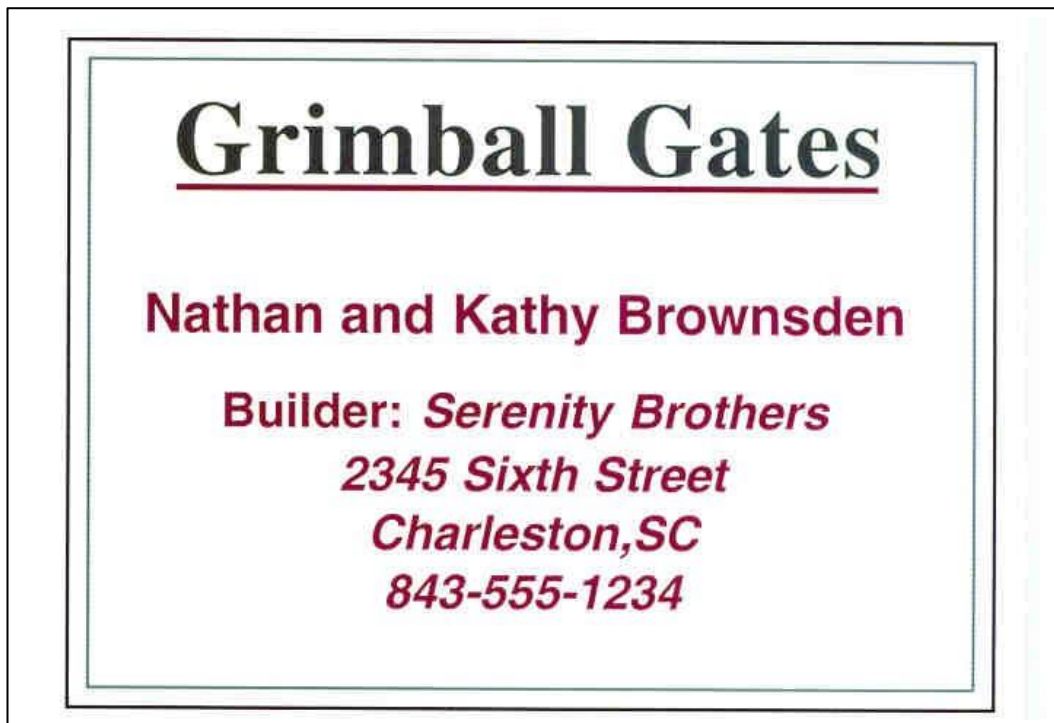 Grimball Gates
Nathan and Kathy Brownsden
Builder: Serenity Brothers
2345 Sixth Street
Charleston,SC
843-555-1234